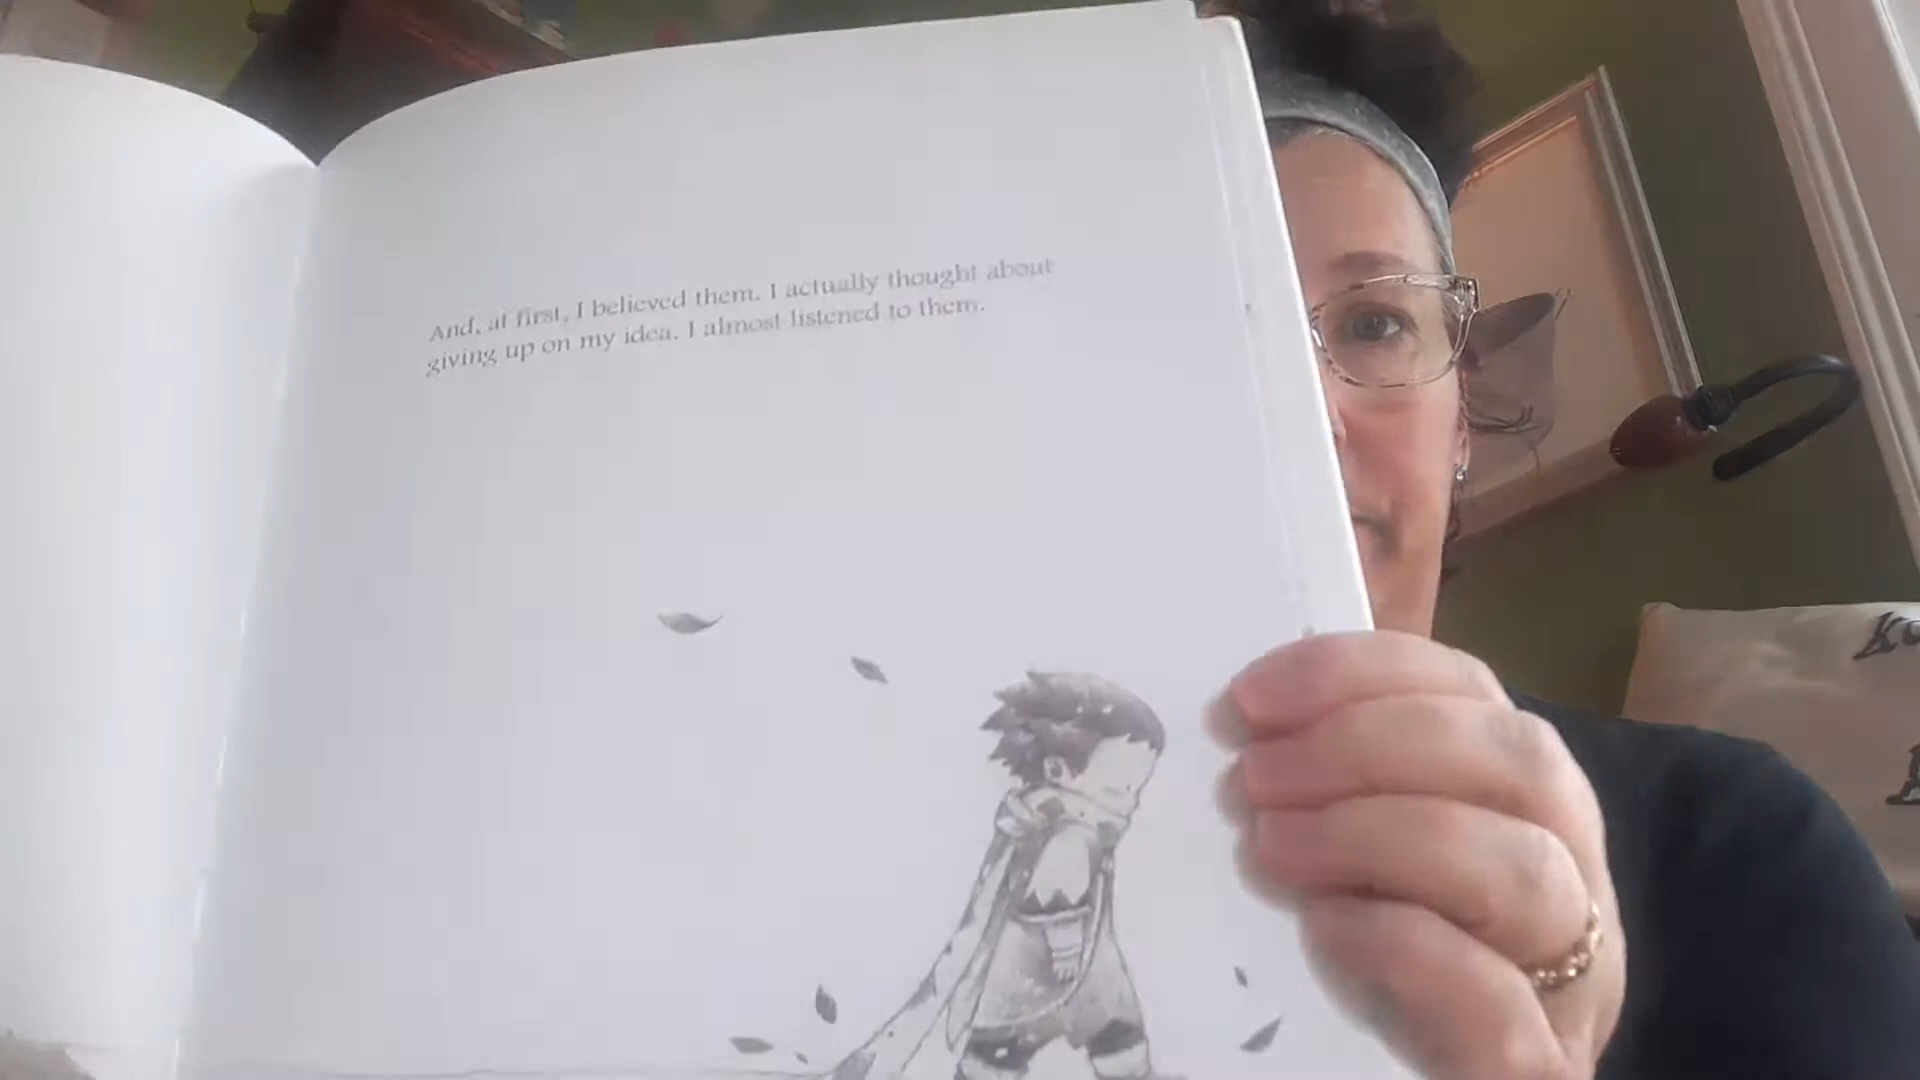 And, at first, I believed them. I actually thought about
giving up on my idea. I almost listened to them.